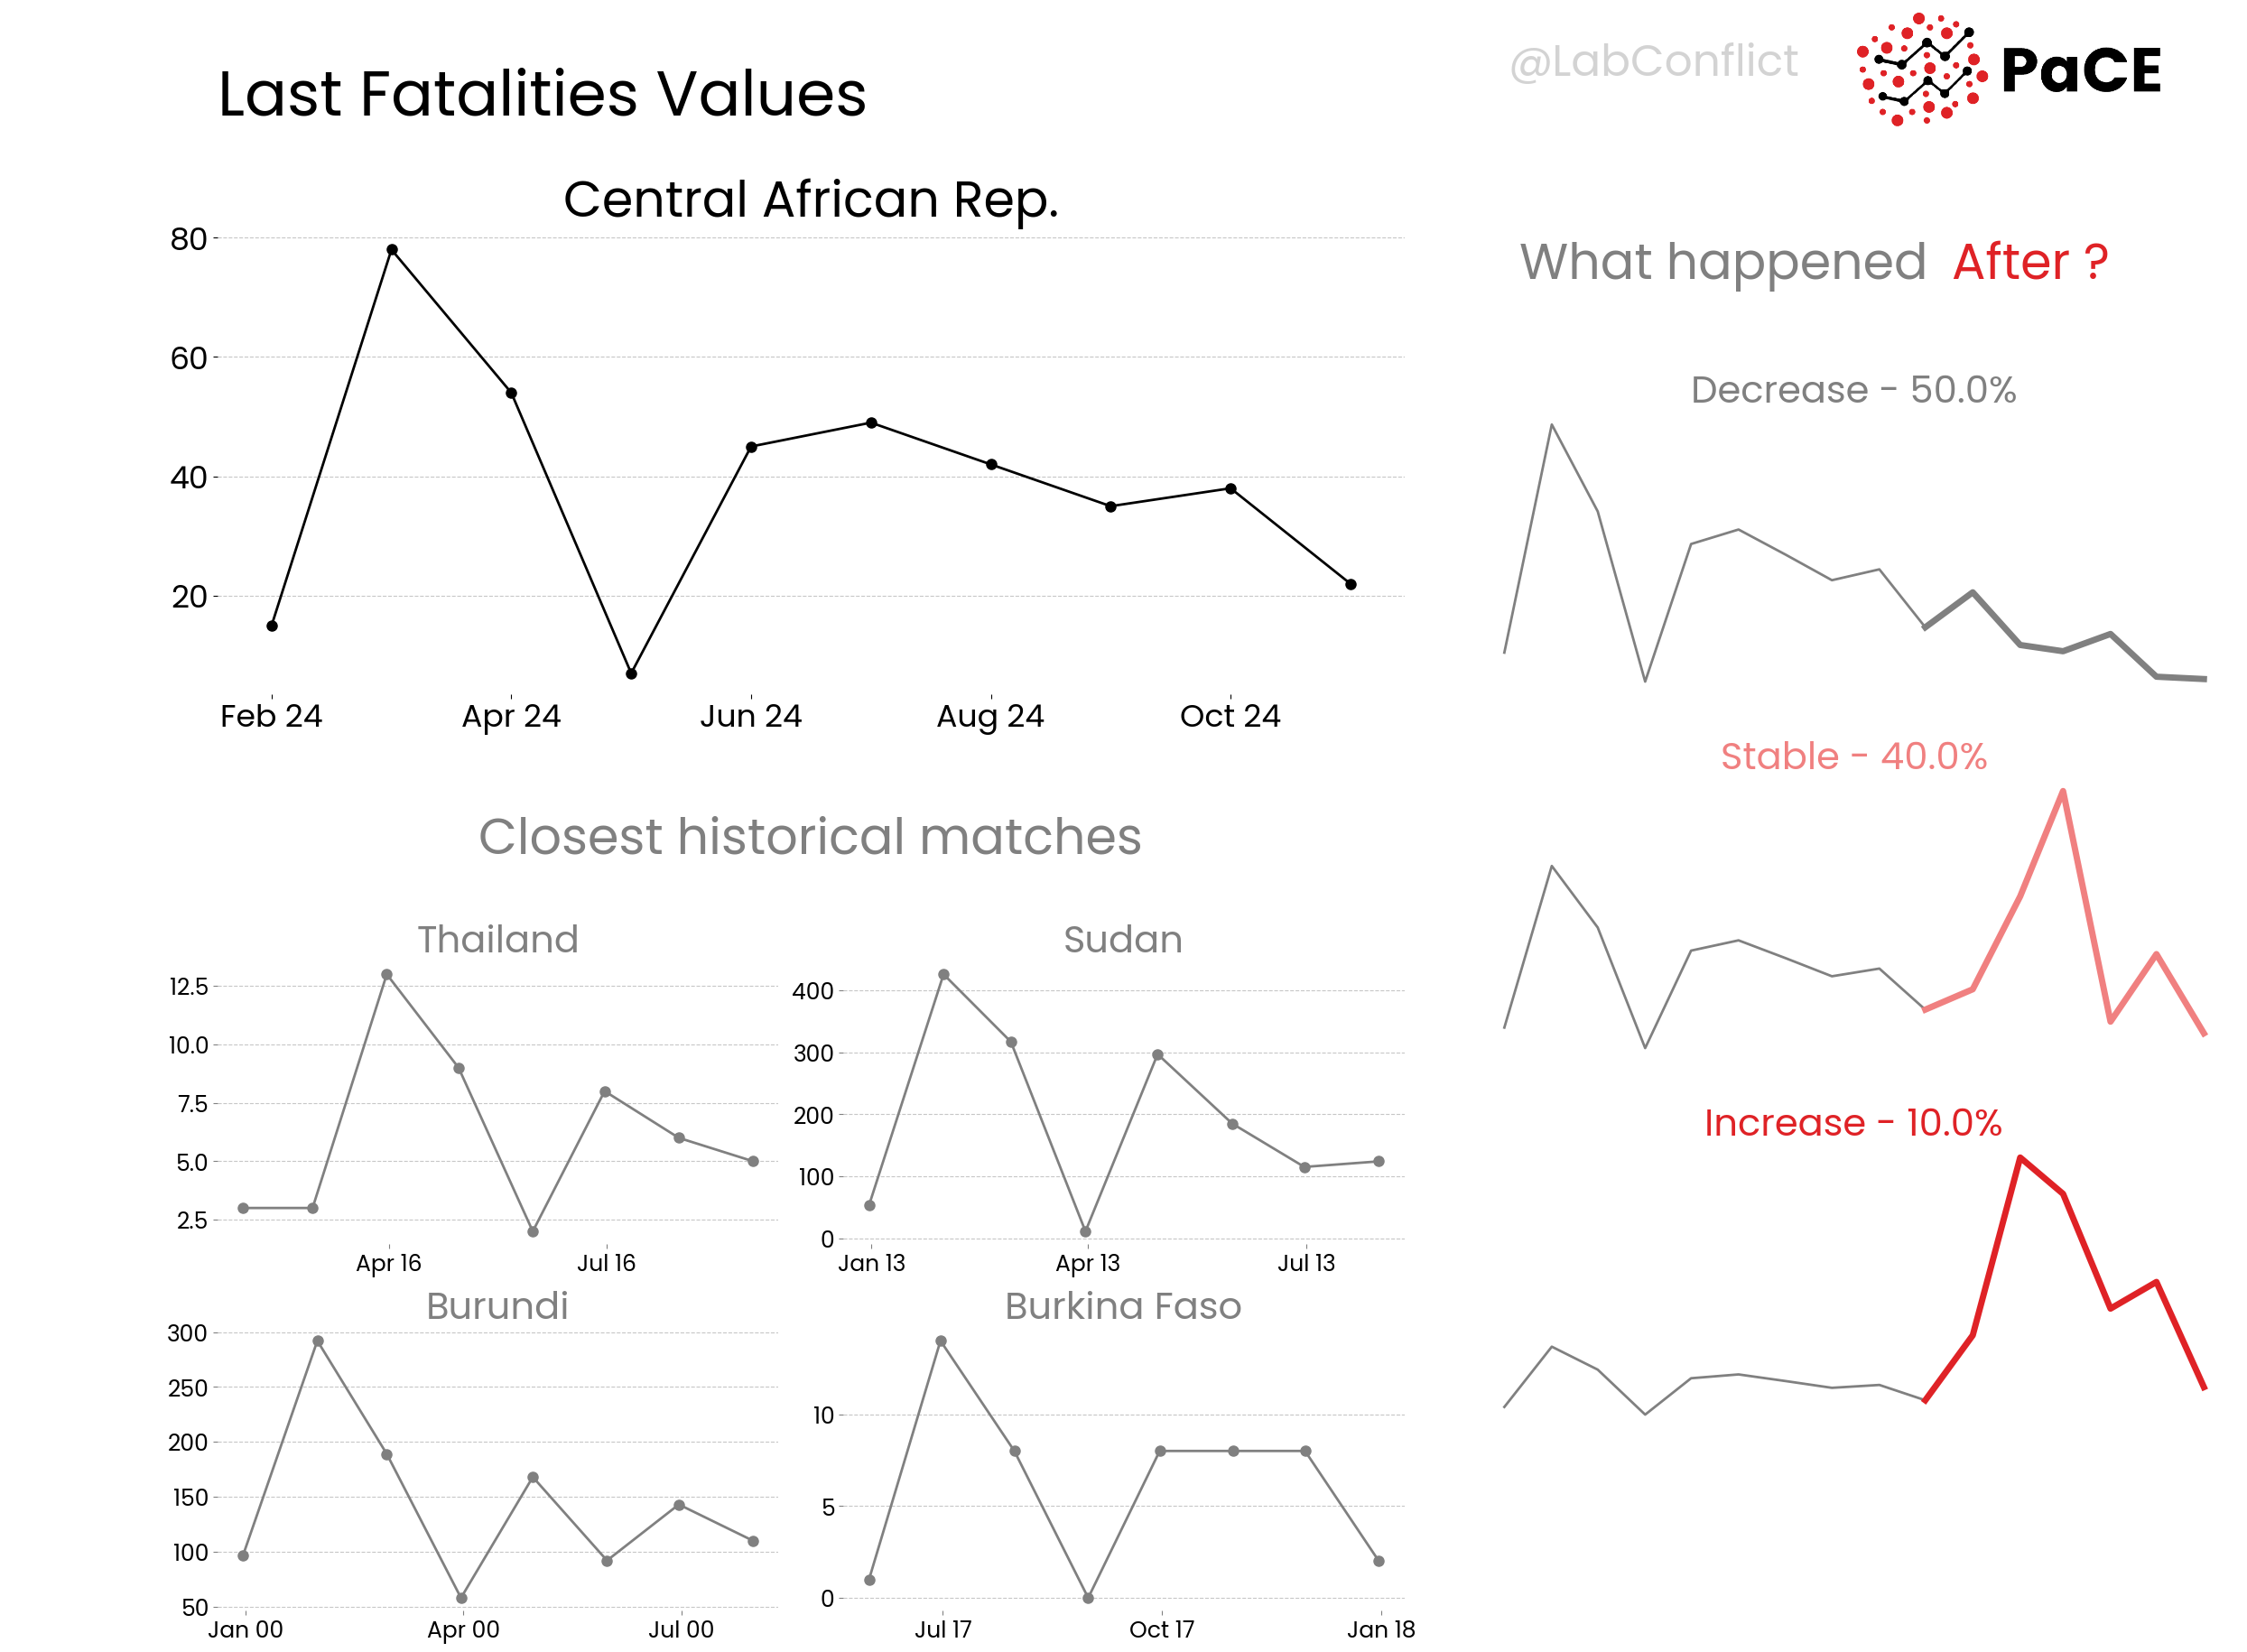 @LabConflict
PaCE
Last Fatalities Values
Central African Rep.
80
60
40
20
Feb 24 Apr 24 Jun 24 Aug 24 Oct 24
What happened After ?
Decrease - 50.0%
Stable - 40.0%
Increase - 10.0%
Closest historical matches
Thailand
12.5
10.0
7.5
5.0
2.5
Apr 16 Jul 16
Sudan
400
300
200
100
0
Jan 13 Apr 13 Jul 13
Burundi
300
250
200
150
100
50
Jan 00 Apr 00 Jul 00
Burkina Faso
10
5
0
Jul 17 Oct 17 Jan 18